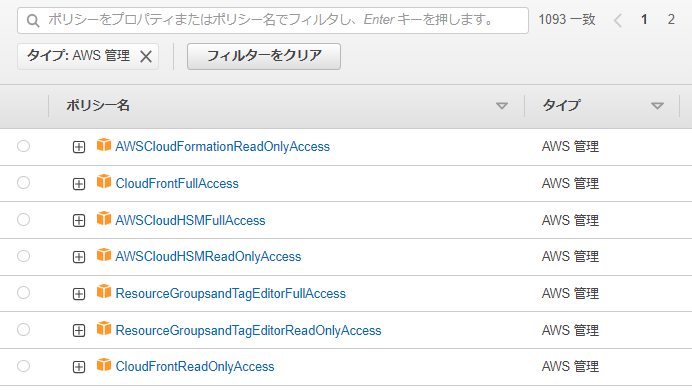 ポリシーをプロパティまたはポリシー名でフィルタし、Enter キーを押します。 1093 一致 1 2
タイプ: AWS 管理 フィルターをクリア
ポリシー名 タイプ
AWSCloudFormationReadOnlyAccess AWS 管理
CloudFrontFullAccess AWS 管理
AWSCloudHSMFullAccess AWS 管理
AWSCloudHSMReadOnlyAccess AWS 管理
ResourceGroupsandTagEditorFullAccess AWS 管理
ResourceGroupsandTagEditorReadOnlyAccess AWS 管理
CloudFrontReadOnlyAccess AWS 管理